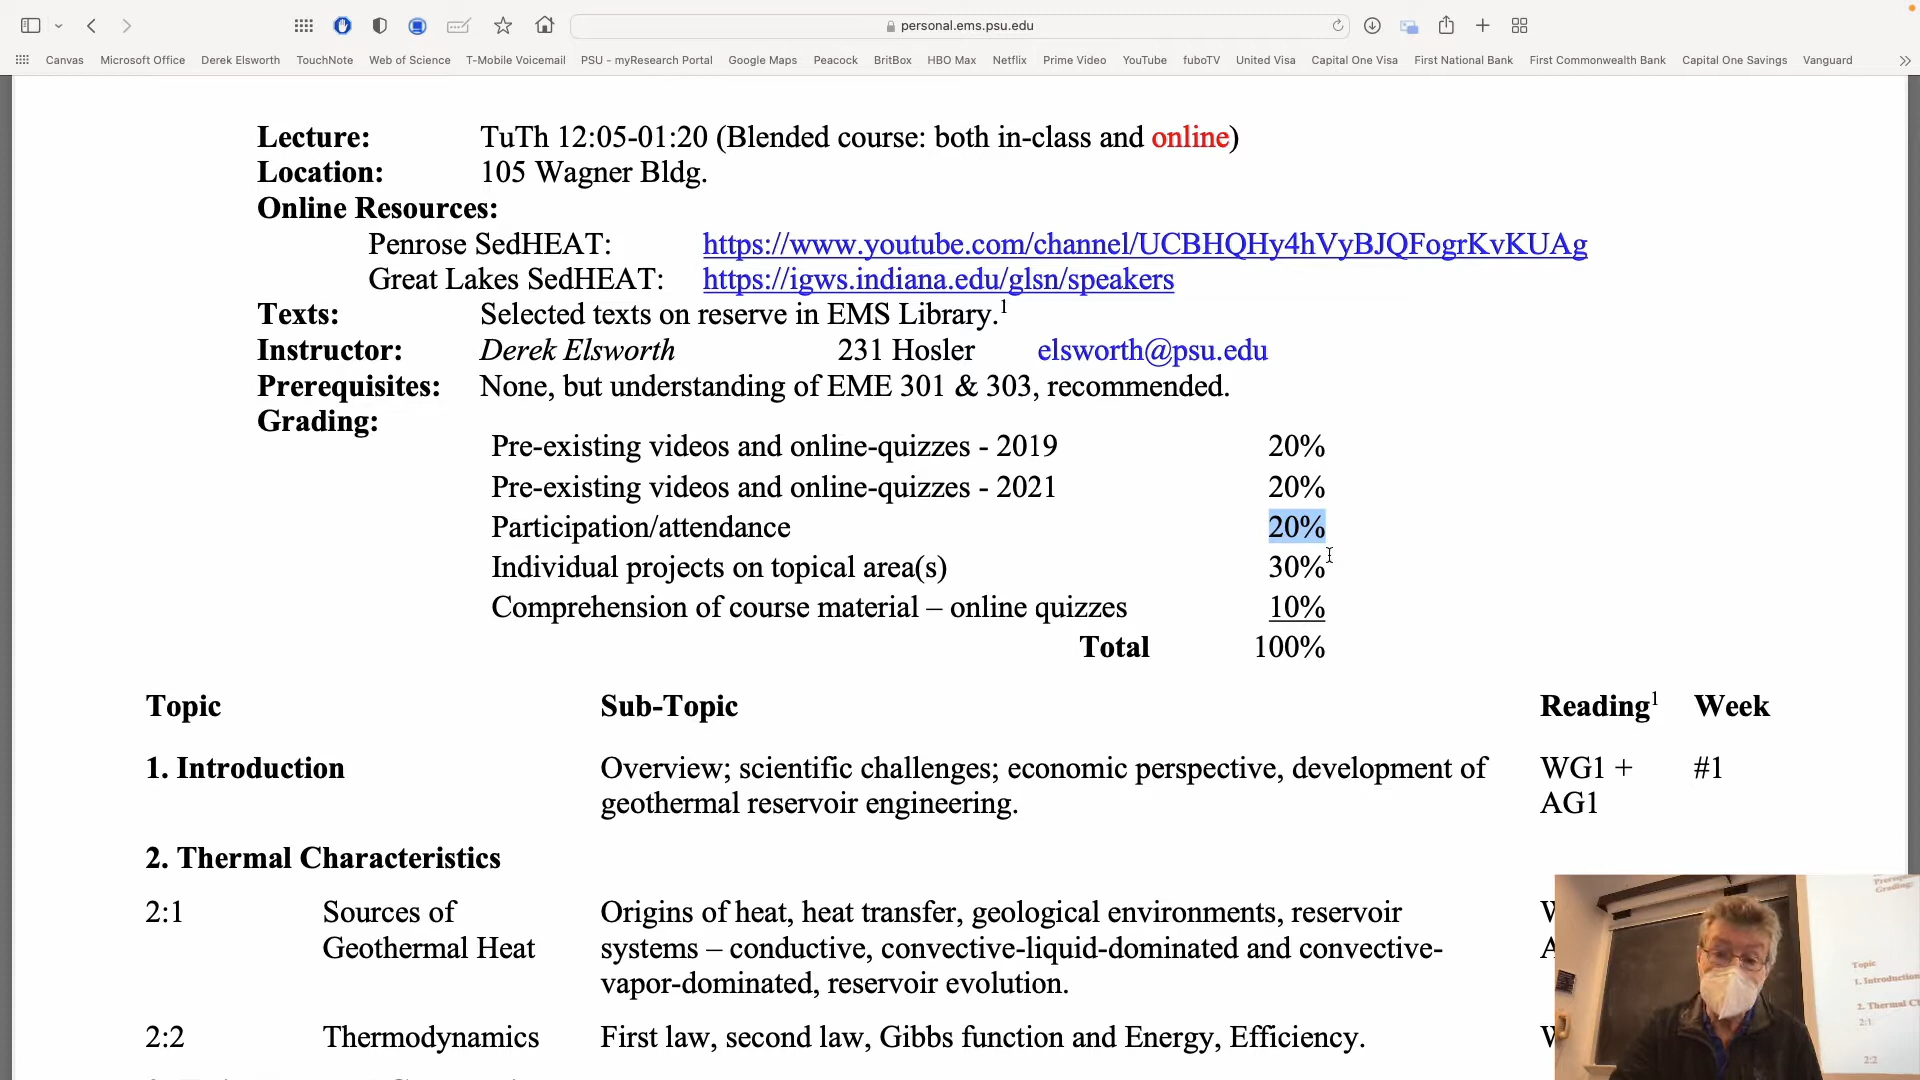 personal.ems.psu.edu
Canvas Microsoft Office Derek Elsworth TouchNote Web of Science T-Mobile Voicemail PSU - myResearch Portal Google Maps Peacock BritBox HBO Max Netflix Prime Video YouTube fuboTV United Visa Capital One Visa First National Bank First Commonwealth Bank Capital One Savings Vanguard
Lecture: TuTh 12:05-01:20 (Blended course: both in-class and online)
Location: 105 Wagner Bldg.
Online Resources:
Penrose SedHEAT: https://www.youtube.com/channel/UCBHQHy4hVyBJQFogrKvKUAg
Great Lakes SedHEAT: https://igws.indiana.edu/glsn/speakers
Texts: Selected texts on reserve in EMS Library.1
Instructor: Derek Elsworth 231 Hosler elsworth@psu.edu
Prerequisites: None, but understanding of EME 301 & 303, recommended.
Grading:
Pre-existing videos and online-quizzes - 2019 20%
Pre-existing videos and online-quizzes - 2021 20%
Participation/attendance 20%
Individual projects on topical area(s) 30%
Comprehension of course material – online quizzes 10%
Total 100%
Topic Sub-Topic Reading1 Week
1. Introduction Overview; scientific challenges; economic perspective, development of WG1 + #1
geothermal reservoir engineering. AG1
2. Thermal Characteristics
2:1 Sources of Origins of heat, heat transfer, geological environments, reservoir
Geothermal Heat systems – conductive, convective-liquid-dominated and convective-
vapor-dominated, reservoir evolution.
2:2 Thermodynamics First law, second law, Gibbs function and Energy, Efficiency.
Topic
1. Introduction
2:1
2:2